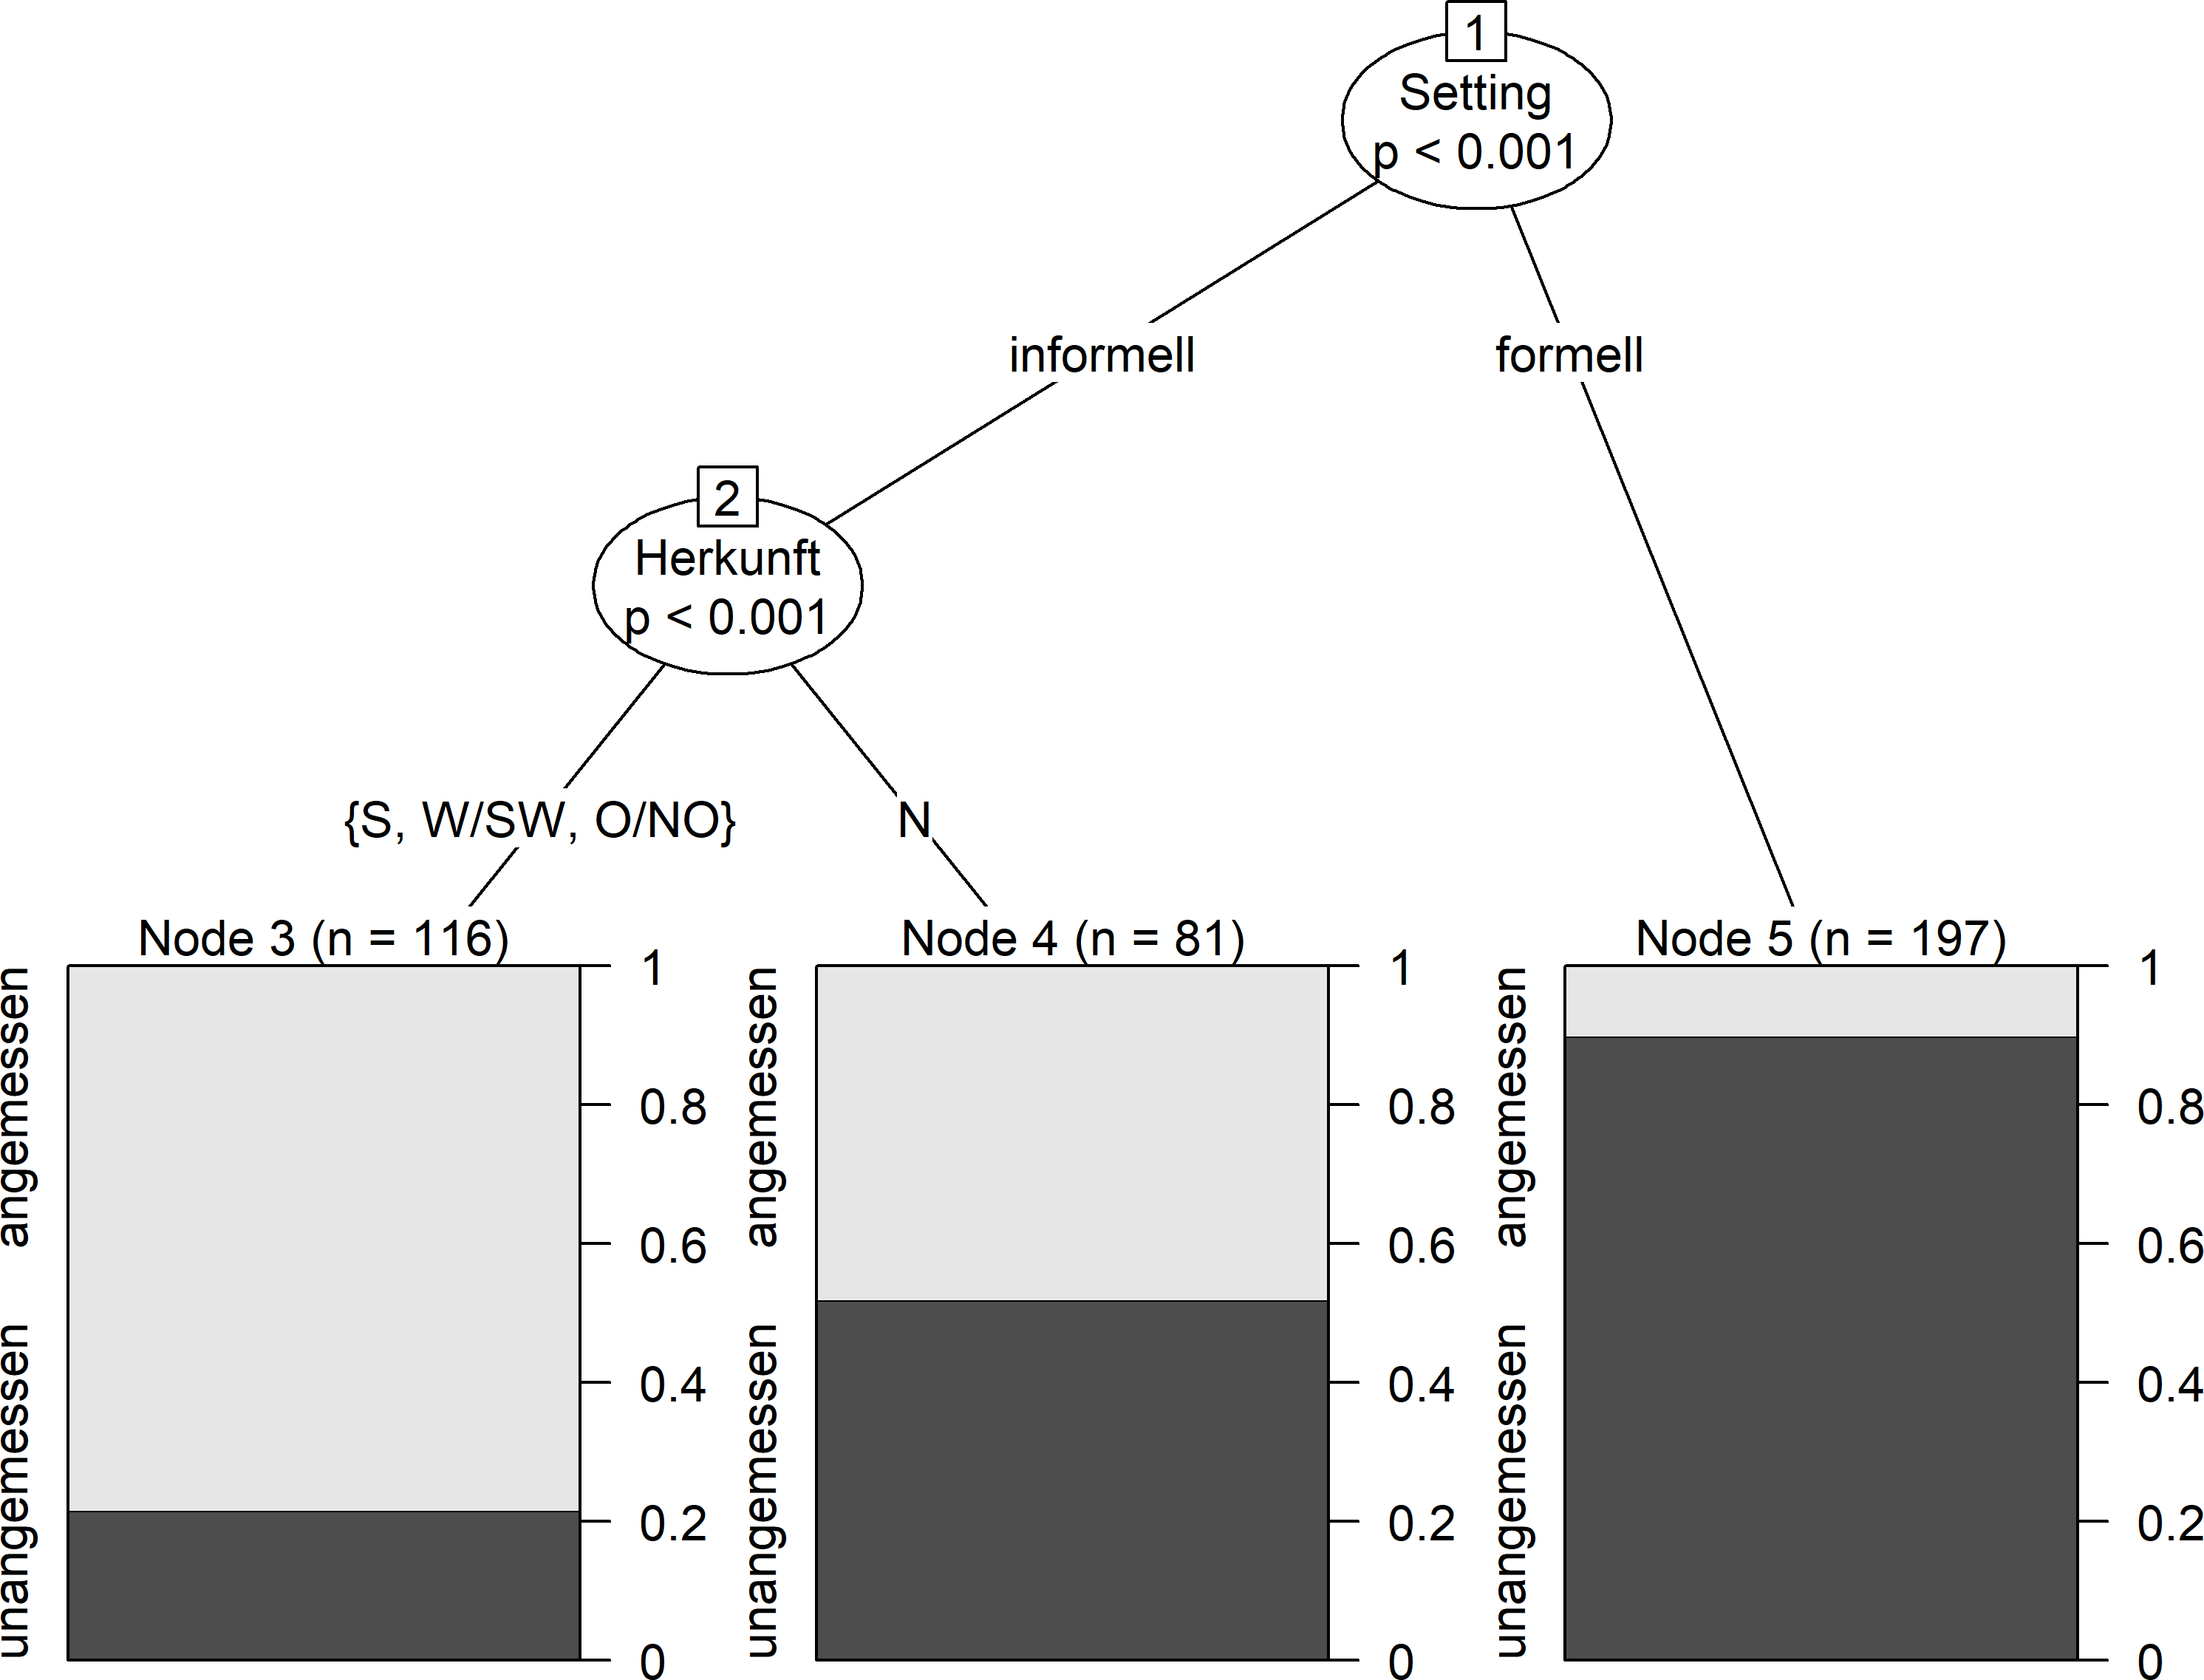 1
Setting
p < 0.001
informell
formell
2
Herkunft
p < 0.001
{S, W/SW, O/NO}
N
Node 3 (n = 116)
angemessen
unangemessen
1
0.8
0.6
0.4
0.2
0
Node 4 (n = 81)
angemessen
unangemessen
1
0.8
0.6
0.4
0.2
0
Node 5 (n = 197)
angemessen
unangemessen
1
0.8
0.6
0.4
0.2
0